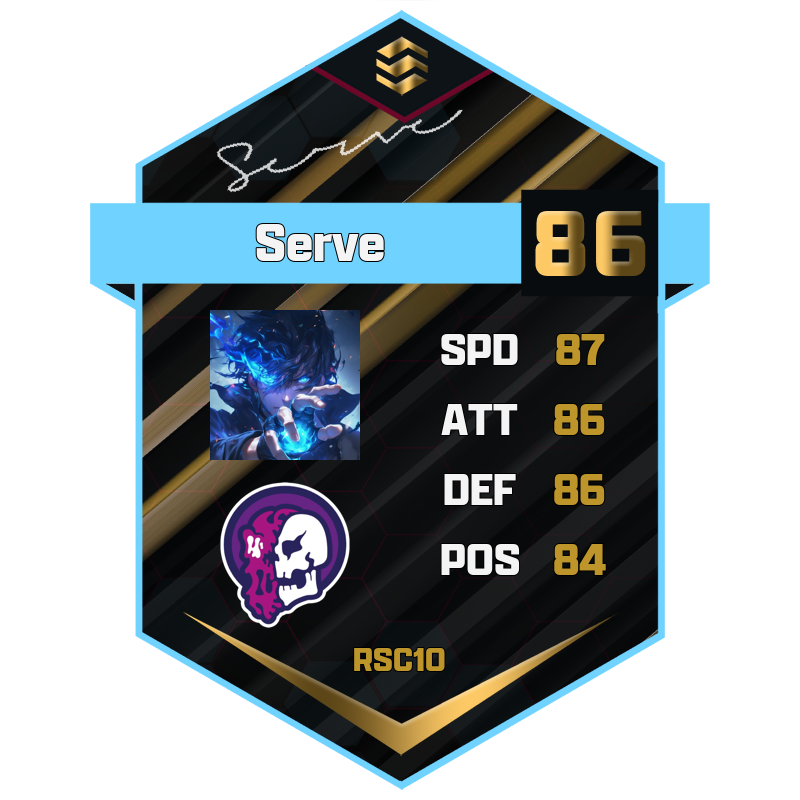 Serve
Serve 86
SPD 87
ATT 86
DEF 86
POS 84
RSC10